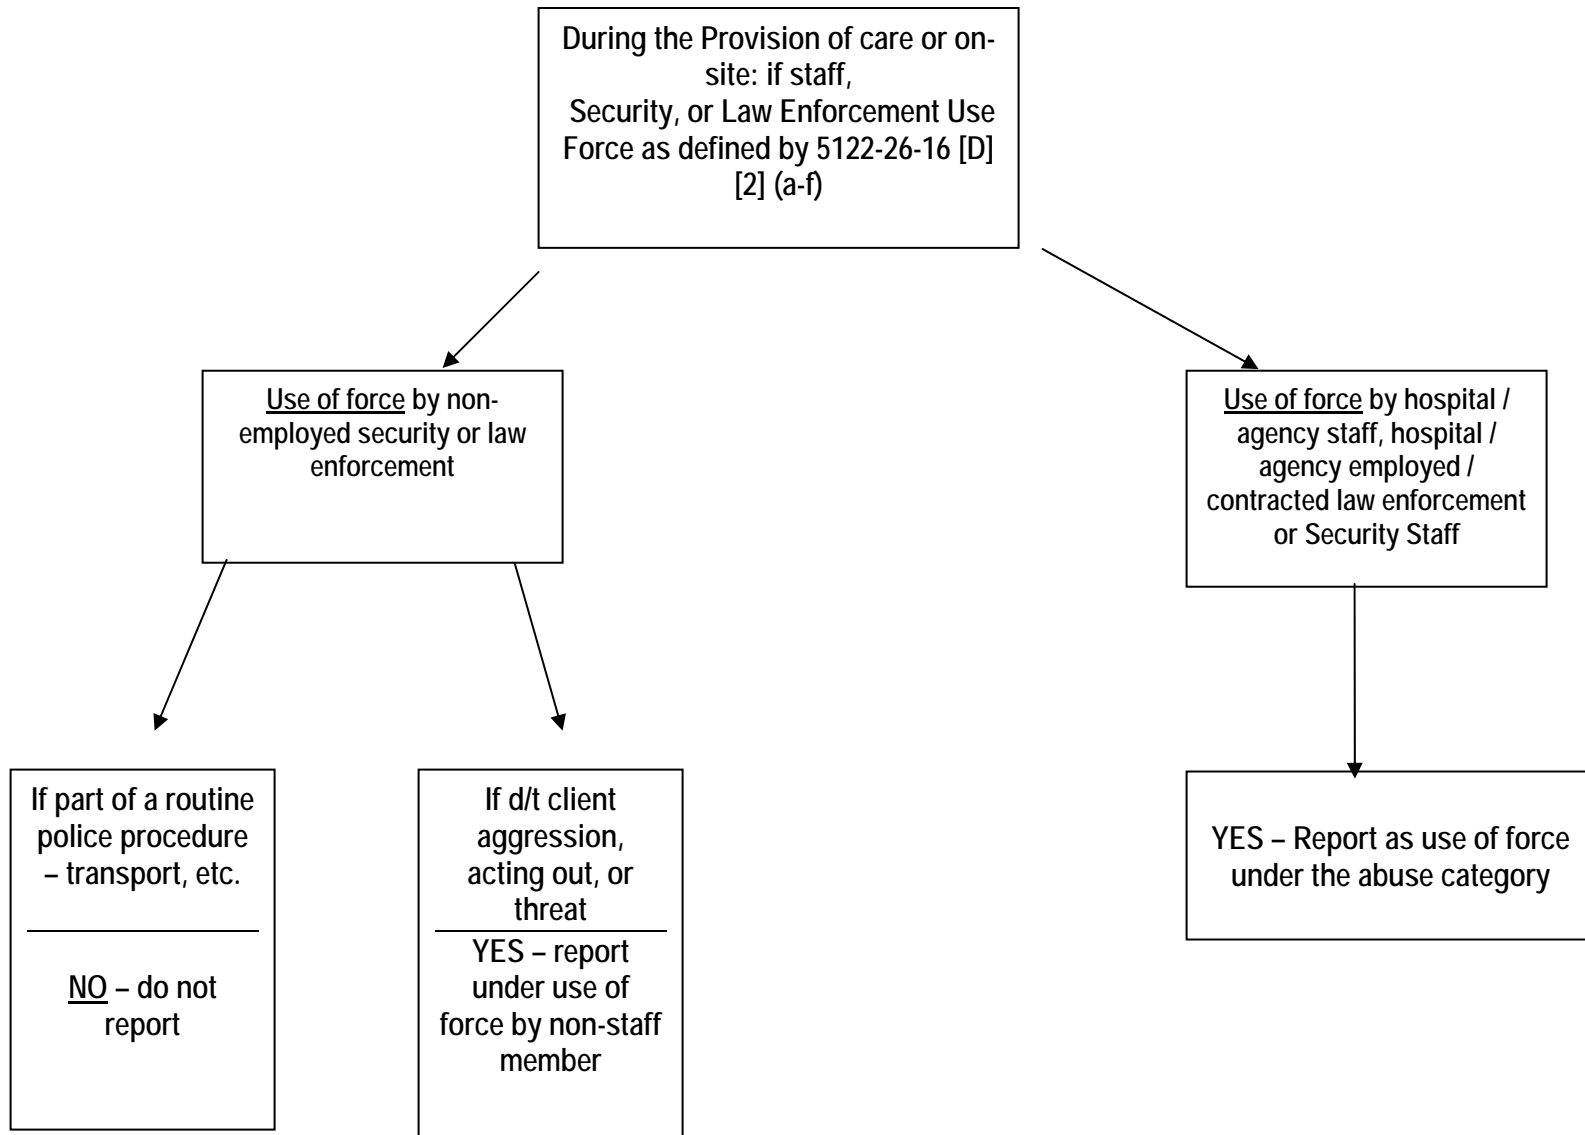 During the Provision of care or on-
site: if staff,
Security, or Law Enforcement Use
Force as defined by 5122-26-16 [D]
[2] (a-f)
Use of force by non-
employed security or law
enforcement
Use of force by hospital /
agency staff, hospital /
agency employed /
contracted law enforcement
or Security Staff
If part of a routine
police procedure
– transport, etc.
NO – do not
report
If d/t client
aggression,
acting out, or
threat
YES – report
under use of
force by non-staff
member
YES – Report as use of force
under the abuse category